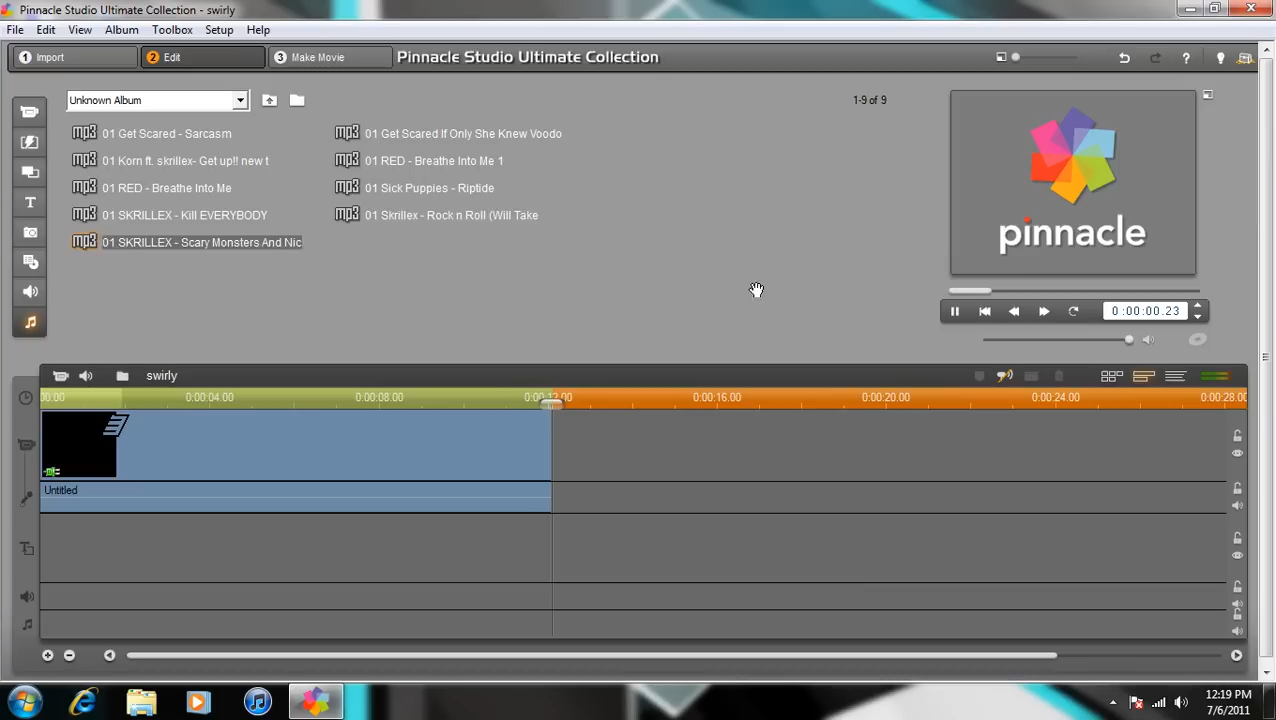 Pinnacle Studio Ultimate Collection - swirly
File Edit View Album Toolbox Setup Help
1 Import 2 Edit 3 Make Movie Pinnacle Studio Ultimate Collection ?
Unknown Album 1-9 of 9
mp3 01 Get Scared - Sarcasm mp3 01 Get Scared If Only She Knew Voodo
mp3 01 Korn ft. skrillex- Get up!! new t mp3 01 RED - Breathe Into Me 1
mp3 01 RED - Breathe Into Me mp3 01 Sick Puppies - Riptide
mp3 01 SKRILLEX - Kill EVERYBODY mp3 01 Skrillex - Rock n Roll (Will Take
mp3 01 SKRILLEX - Scary Monsters And Nic
T
pinnacle
0:00:00.23
swirly
00:00 0:00:04.00 0:00:08.00 0:00:12.00 0:00:16.00 0:00:20.00 0:00:24.00 0:00:28.00
Untitled
12:19 PM
7/6/2011